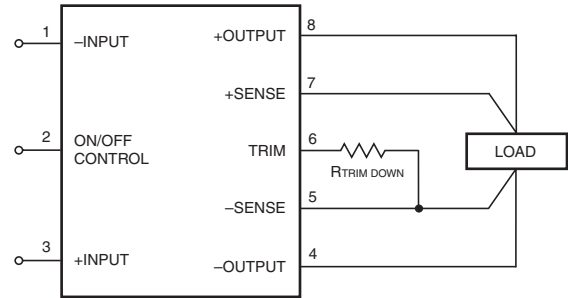 1
–INPUT
2
ON/OFF
CONTROL
3
+INPUT
+OUTPUT
8
+SENSE
7
TRIM
6
RTRIM DOWN
–SENSE
5
–OUTPUT
4
LOAD